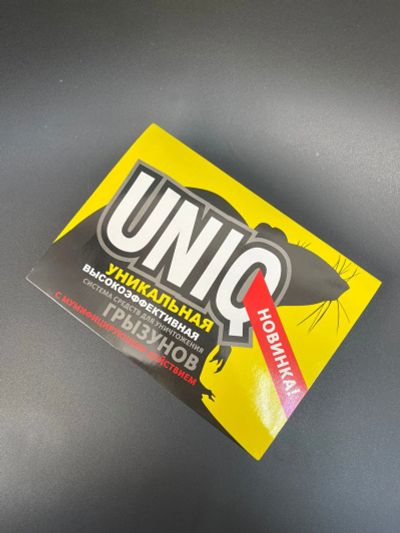 UNIQ
УНИКАЛЬНАЯ
ВЫСОКОЭФФЕКТИВНАЯ
СИСТЕМА СРЕДСТВ ДЛЯ УНИЧТОЖЕНИЯ
ГРЫЗУНОВ
С МУМИФИЦИРУЮЩИМ ДЕЙСТВИЕМ
НОВИНКА!